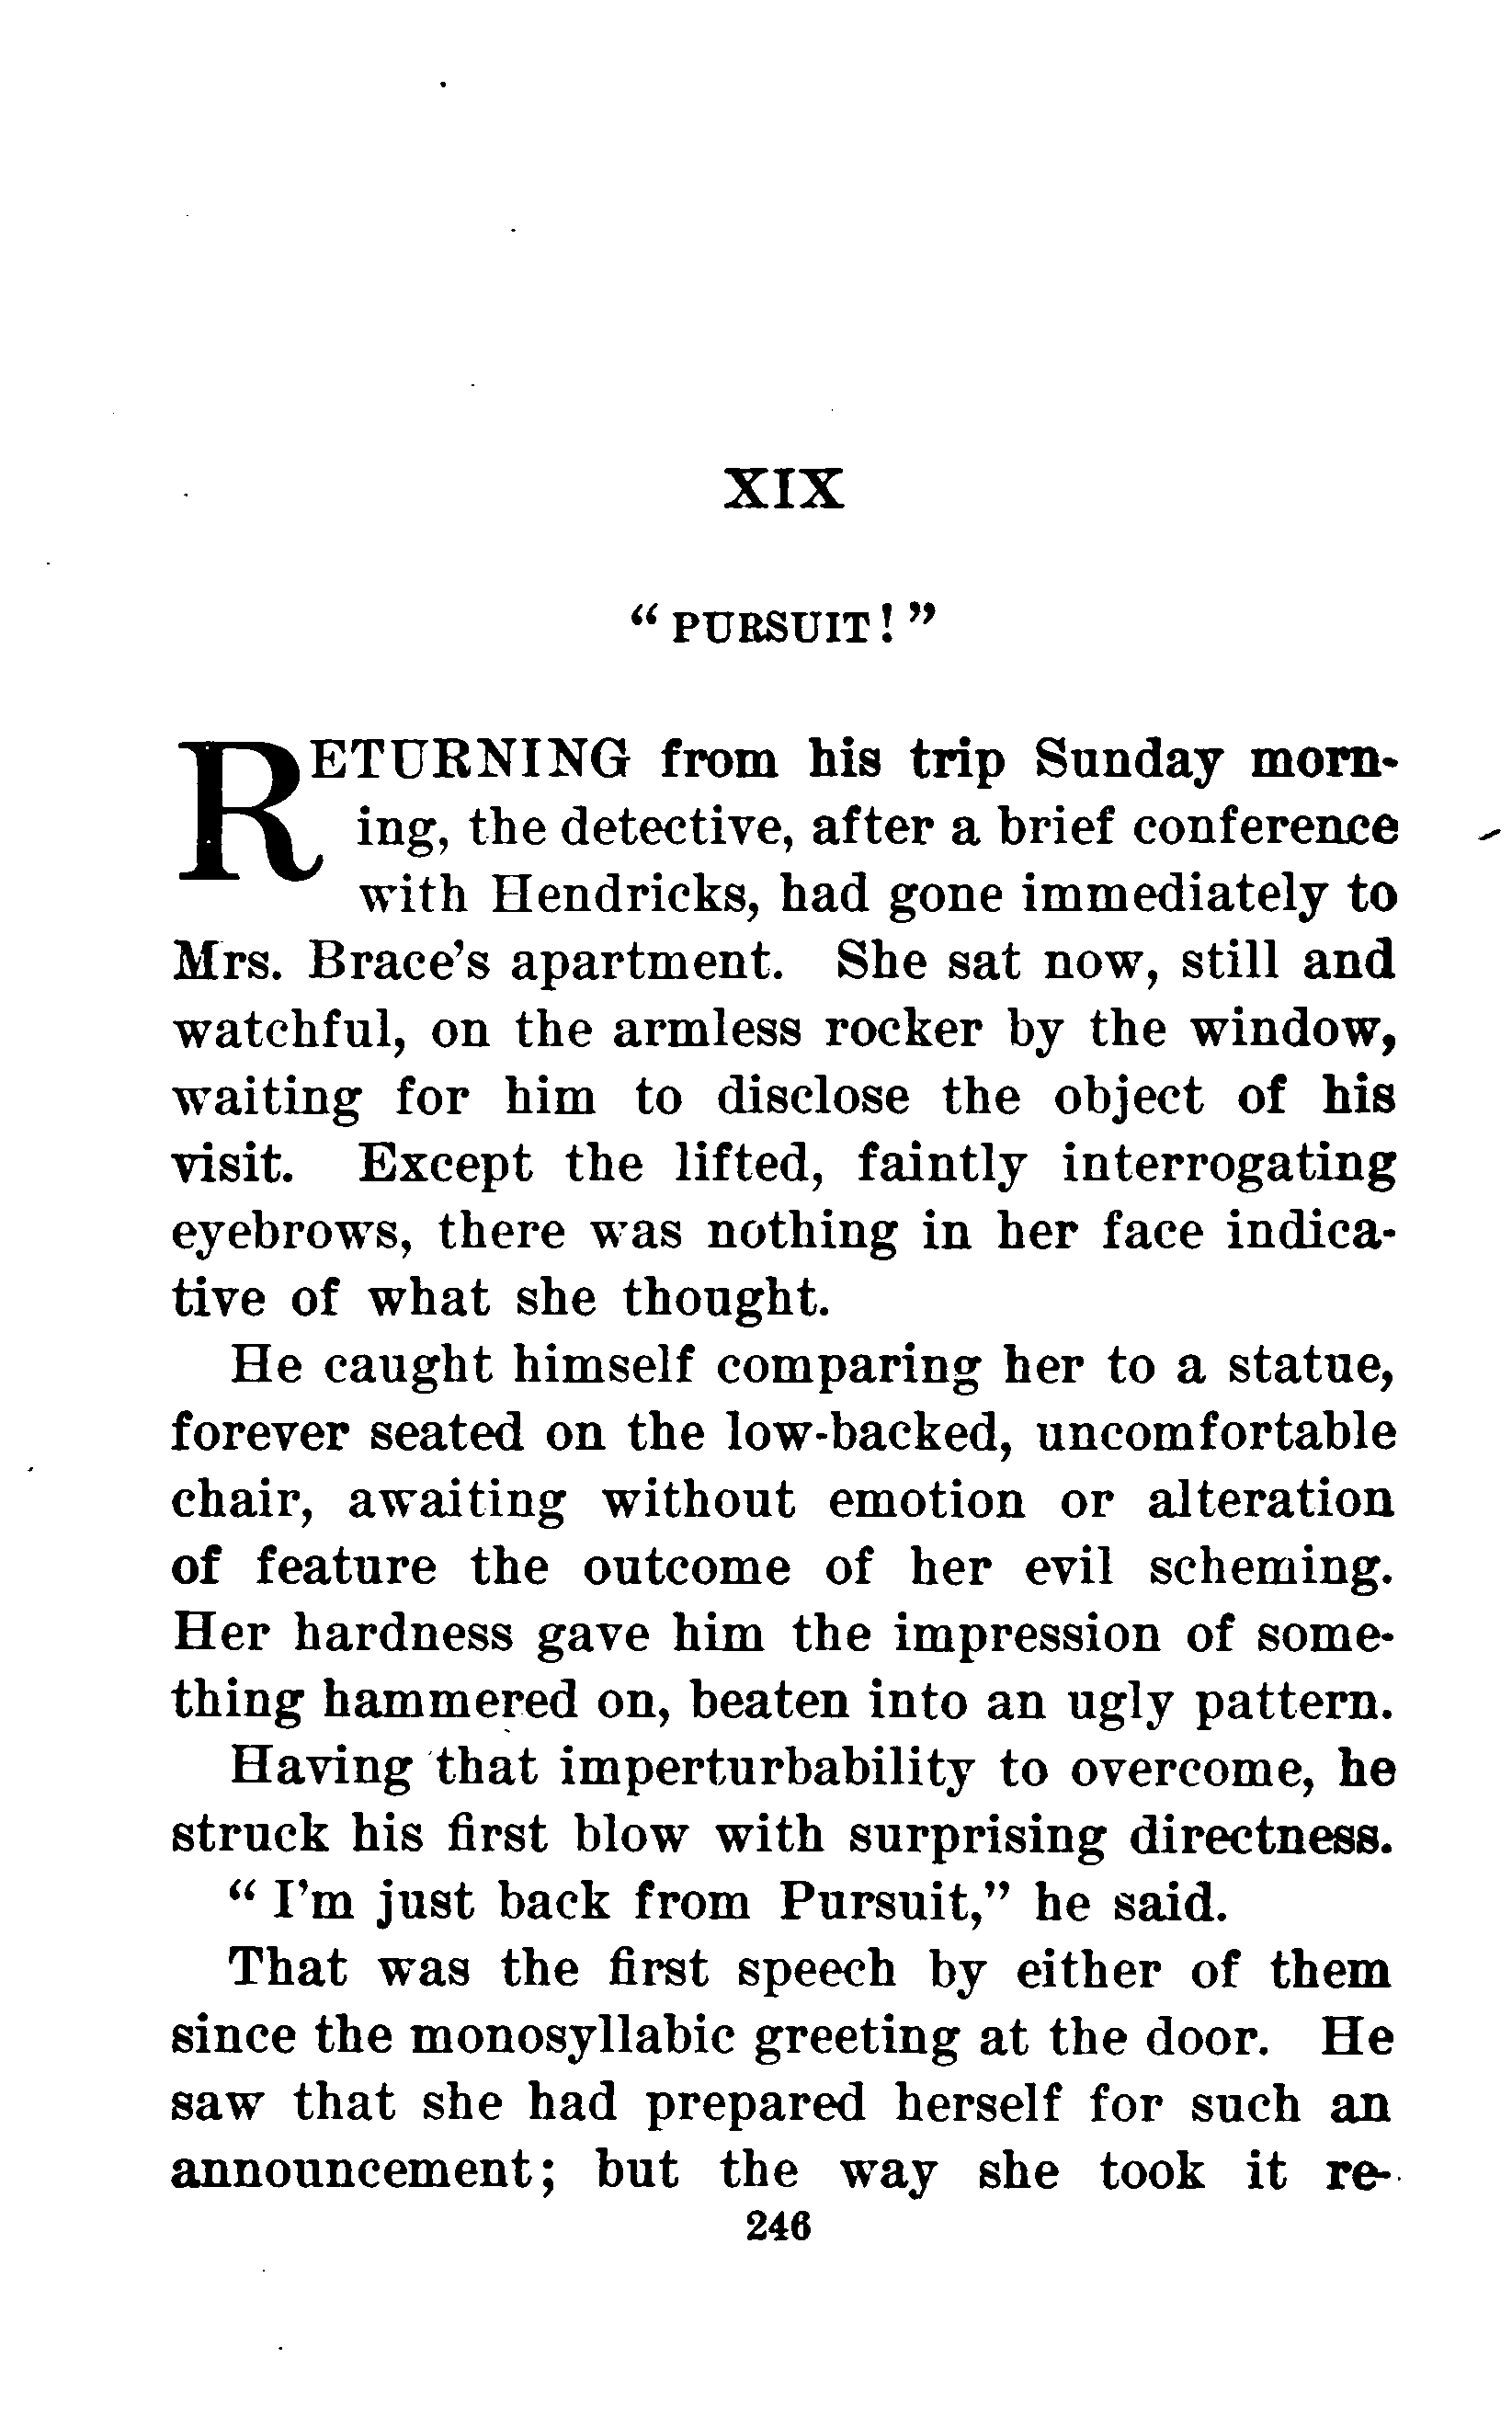 XIX
“ PURSUIT! ”
RETURNING from his trip Sunday morn-
ing, the detective, after a brief conference
with Hendricks, had gone immediately to
Mrs. Brace’s apartment. She sat now, still and
watchful, on the armless rocker by the window,
waiting for him to disclose the object of his
visit. Except the lifted, faintly interrogating
eyebrows, there was nothing in her face indica-
tive of what she thought.
He caught himself comparing her to a statue,
forever seated on the low-backed, uncomfortable
chair, awaiting without emotion or alteration
of feature the outcome of her evil scheming.
Her hardness gave him the impression of some-
thing hammered on, beaten into an ugly pattern.
Having that imperturbability to overcome, he
struck his first blow with surprising directness.
“ I’m just back from Pursuit,” he said.
That was the first speech by either of them
since the monosyllabic greeting at the door. He
saw that she had prepared herself for such an
announcement; but the way she took it re-
246